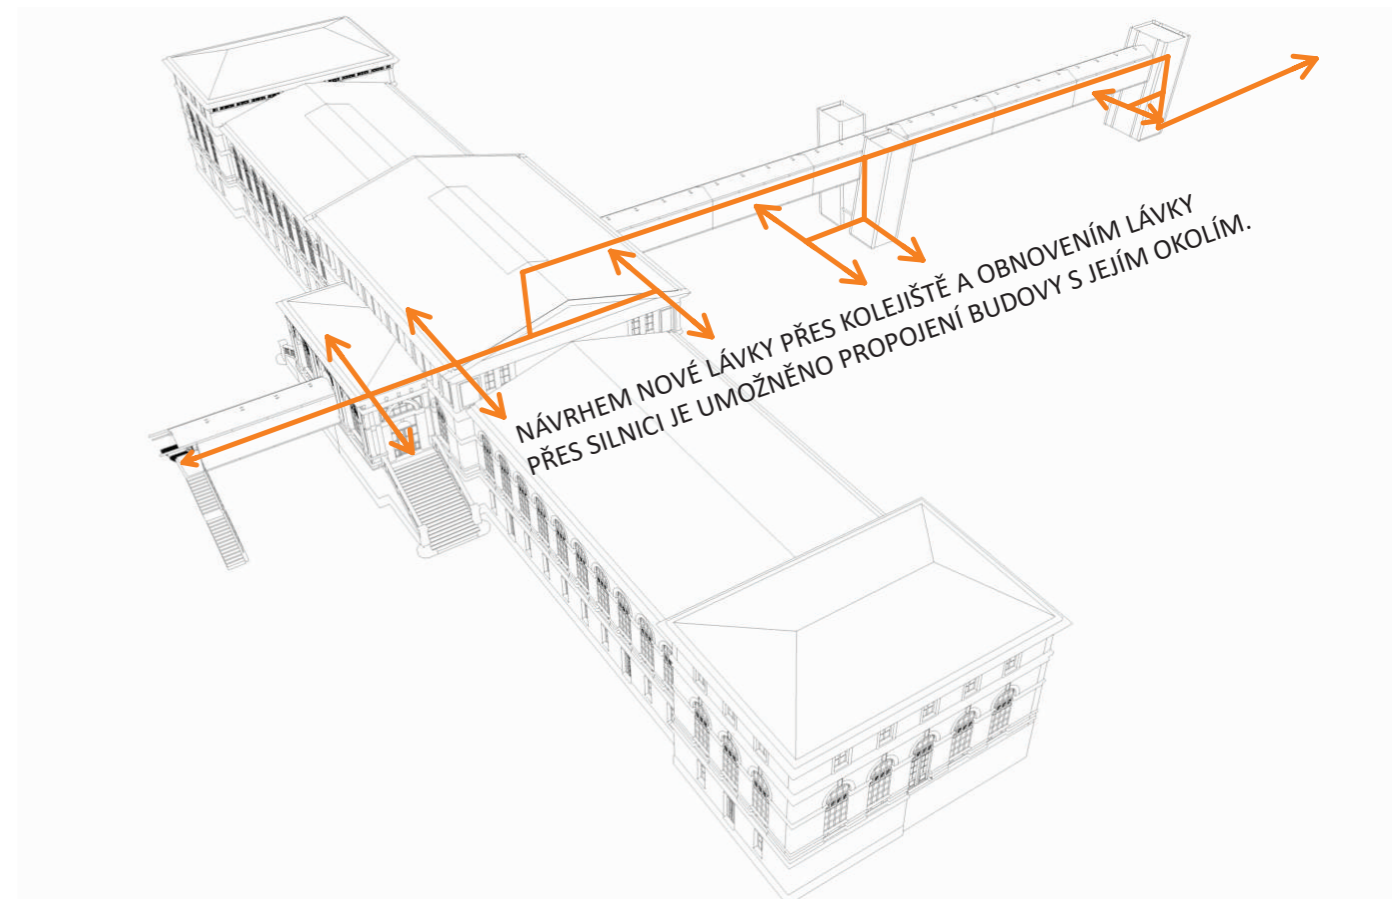 NÁVRHEM NOVÉ LÁVKY PŘES KOLEJIŠTĚ A OBNOVENÍM LÁVKY
PŘES SILNICI JE UMOŽNĚNO PROPOJENÍ BUDOVY S JEJÍM OKOLÍM.